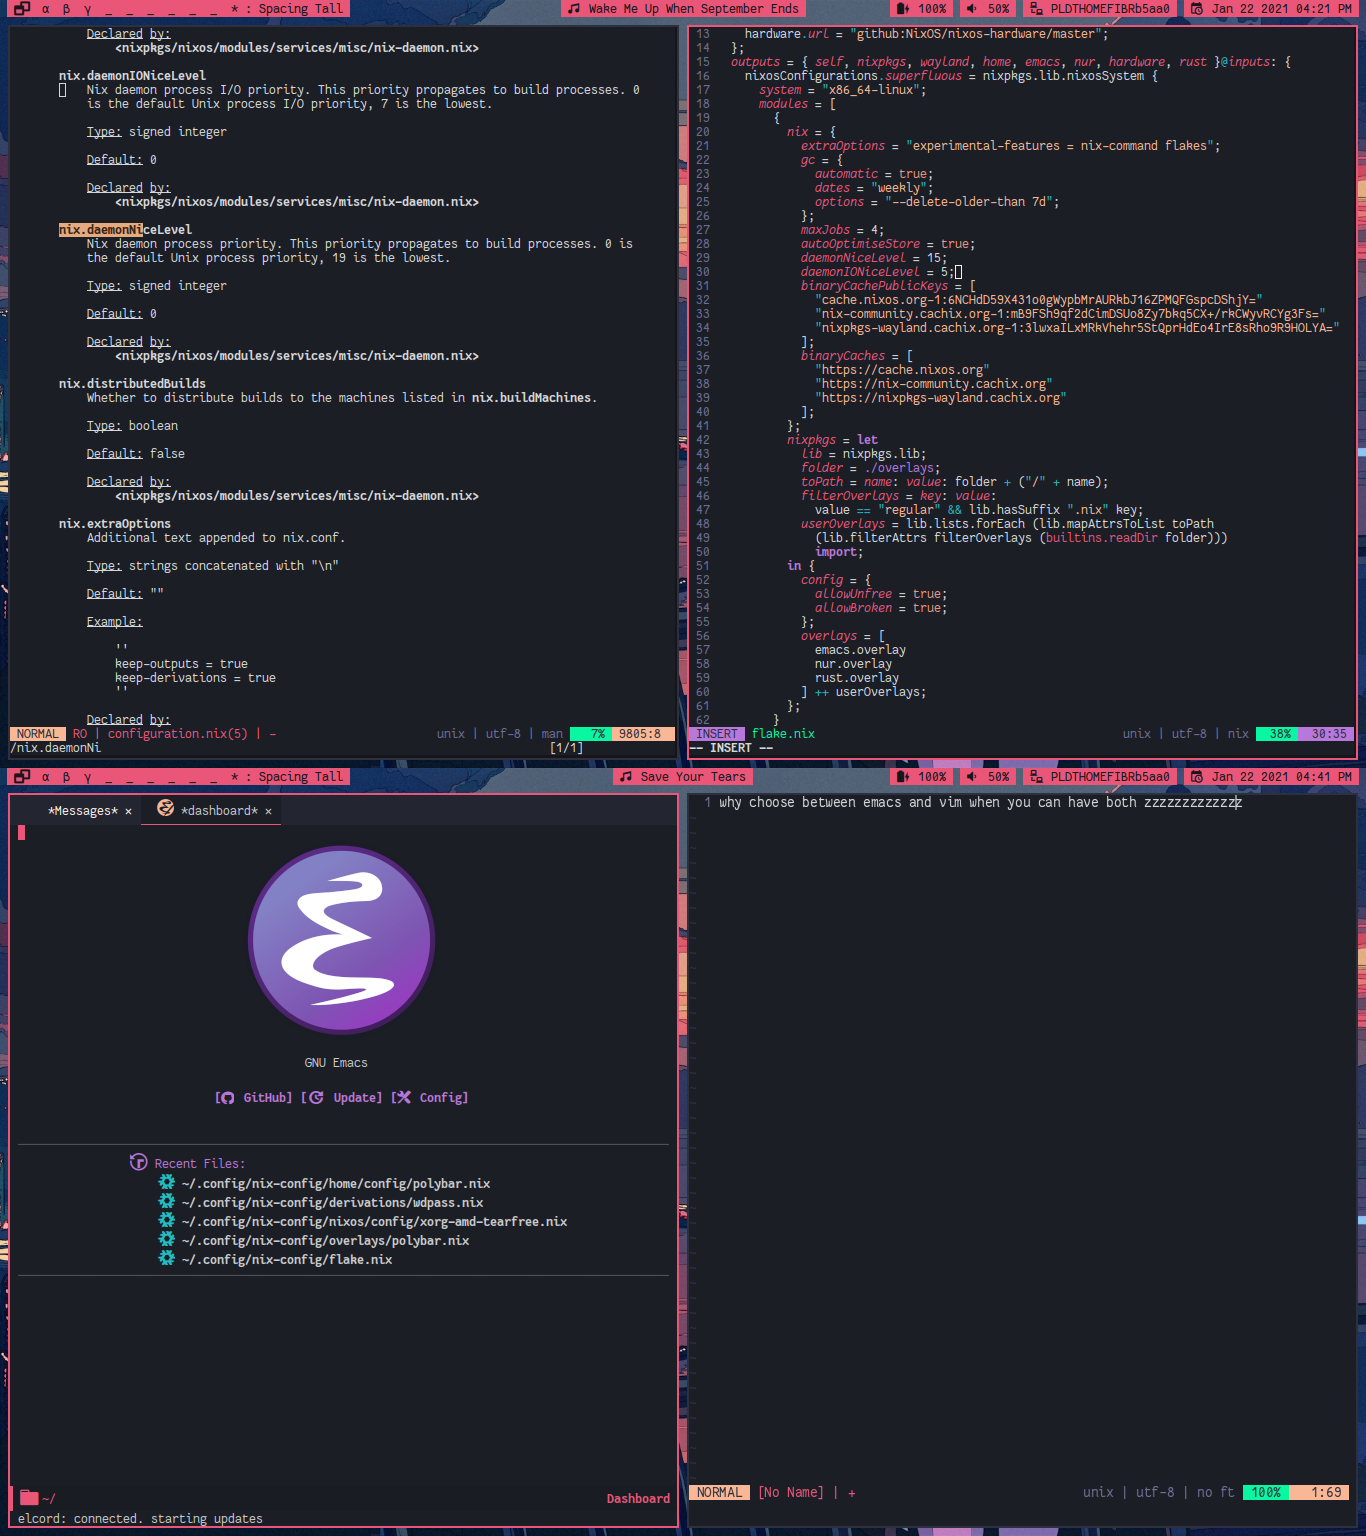 α β γ _ _ _ _ _ _ * : Spacing Tall
Wake Me Up When September Ends
100% 50% PLDTHOMEFIBRb5aa0 Jan 22 2021 04:21 PM
Declared by:
<nixpkgs/nixos/modules/services/misc/nix-daemon.nix>
nix.daemonIONiceLevel
Nix daemon process I/O priority. This priority propagates to build processes. 0
is the default Unix process I/O priority, 7 is the lowest.
Type: signed integer
Default: 0
Declared by:
<nixpkgs/nixos/modules/services/misc/nix-daemon.nix>
nix.daemonNiceLevel
Nix daemon process priority. This priority propagates to build processes. 0 is
the default Unix process priority, 19 is the lowest.
Type: signed integer
Default: 0
Declared by:
<nixpkgs/nixos/modules/services/misc/nix-daemon.nix>
nix.distributedBuilds
Whether to distribute builds to the machines listed in nix.buildMachines.
Type: boolean
Default: false
Declared by:
<nixpkgs/nixos/modules/services/misc/nix-daemon.nix>
nix.extraOptions
Additional text appended to nix.conf.
Type: strings concatenated with "\n"
Default: ""
Example:
''
keep-outputs = true
keep-derivations = true
''
Declared by:
NORMAL RO | configuration.nix(5) | - unix | utf-8 | man 7% 9805:8
/nix.daemonNi [1/1]
13 hardware.url = "github:NixOS/nixos-hardware/master";
14 };
15 outputs = { self, nixpkgs, wayland, home, emacs, nur, hardware, rust }@inputs: {
16 nixosConfigurations.superfluous = nixpkgs.lib.nixosSystem {
17 system = "x86_64-linux";
18 modules = [
19 {
20 nix = {
21 extraOptions = "experimental-features = nix-command flakes";
22 gc = {
23 automatic = true;
24 dates = "weekly";
25 options = "--delete-older-than 7d";
26 };
27 maxJobs = 4;
28 autoOptimiseStore = true;
29 daemonNiceLevel = 15;
30 daemonIONiceLevel = 5;
31 binaryCachePublicKeys = [
32 "cache.nixos.org-1:6NCHdD59X431o0gWypbMrAURkbJ16ZPMQFGspcDShjY="
33 "nix-community.cachix.org-1:mB9FSh9qf2dCimDSUo8Zy7bkq5CX+/rkCWyvRCYg3Fs="
34 "nixpkgs-wayland.cachix.org-1:3lwxaILxMRkVhehr5StQprHdEo4IrE8sRho9R9HOLYA="
35 ];
36 binaryCaches = [
37 "https://cache.nixos.org"
38 "https://nix-community.cachix.org"
39 "https://nixpkgs-wayland.cachix.org"
40 ];
41 };
42 nixpkgs = let
43 lib = nixpkgs.lib;
44 folder = ./overlays;
45 toPath = name: value: folder + ("/" + name);
46 filterOverlays = key: value:
47 value == "regular" && lib.hasSuffix ".nix" key;
48 userOverlays = lib.lists.forEach (lib.mapAttrsToList toPath
49 (lib.filterAttrs filterOverlays (builtins.readDir folder)))
50 import;
51 in {
52 config = {
53 allowUnfree = true;
54 allowBroken = true;
55 };
56 overlays = [
57 emacs.overlay
58 nur.overlay
59 rust.overlay
60 ] ++ userOverlays;
61 };
62 }
INSERT flake.nix unix | utf-8 | nix 38% 30:35
-- INSERT --
α β γ _ _ _ _ _ _ * : Spacing Tall
Save Your Tears
100% 50% PLDTHOMEFIBRb5aa0 Jan 22 2021 04:41 PM
*Messages* × *dashboard* ×
GNU Emacs
[ GitHub] [ Update] [ Config]
Recent Files:
~/.config/nix-config/home/config/polybar.nix
~/.config/nix-config/derivations/wdpass.nix
~/.config/nix-config/nixos/config/xorg-amd-tearfree.nix
~/.config/nix-config/overlays/polybar.nix
~/.config/nix-config/flake.nix
~/ Dashboard
elcord: connected. starting updates
1 why choose between emacs and vim when you can have both zzzzzzzzzzzzz
NORMAL [No Name] | + unix | utf-8 | no ft 100% 1:69